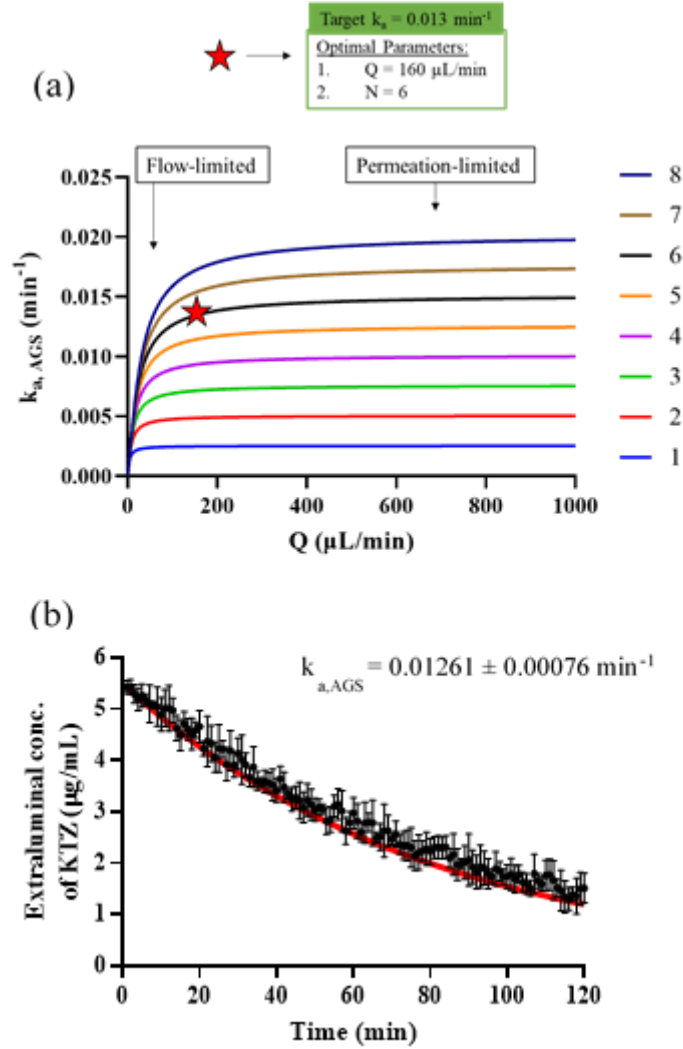 Target kₐ = 0.013 min⁻¹
Optimal Parameters:
1. Q = 160 µL/min
2. N = 6
(a)
Flow-limited
Permeation-limited
0.025
0.020
0.015
0.010
0.005
0.000
kₐ, AGS (min⁻¹)
0
200
400
600
800
1000
Q (µL/min)
8
7
6
5
4
3
2
1
(b)
k a,AGS = 0.01261 ± 0.00076 min⁻¹
6
5
4
3
2
1
0
Extraluminal conc.
of KTZ (µg/mL)
0
20
40
60
80
100
120
Time (min)